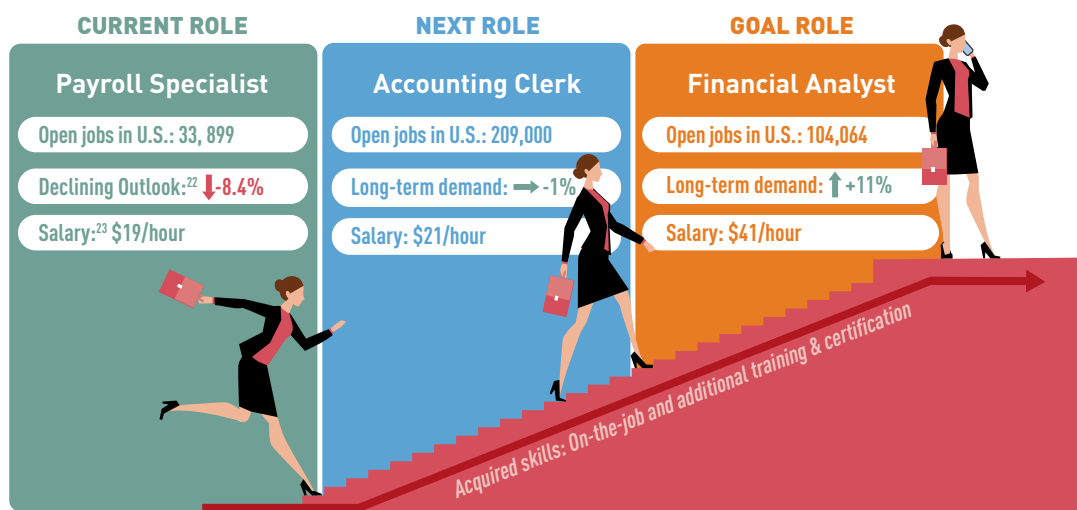 CURRENT ROLE
Payroll Specialist
Open jobs in U.S.: 33, 899
Declining Outlook:22 -8.4%
Salary:23 $19/hour
NEXT ROLE
Accounting Clerk
Open jobs in U.S.: 209,000
Long-term demand: -1%
Salary: $21/hour
GOAL ROLE
Financial Analyst
Open jobs in U.S.: 104,064
Long-term demand: +11%
Salary: $41/hour
Acquired skills: On-the-job and additional training & certification